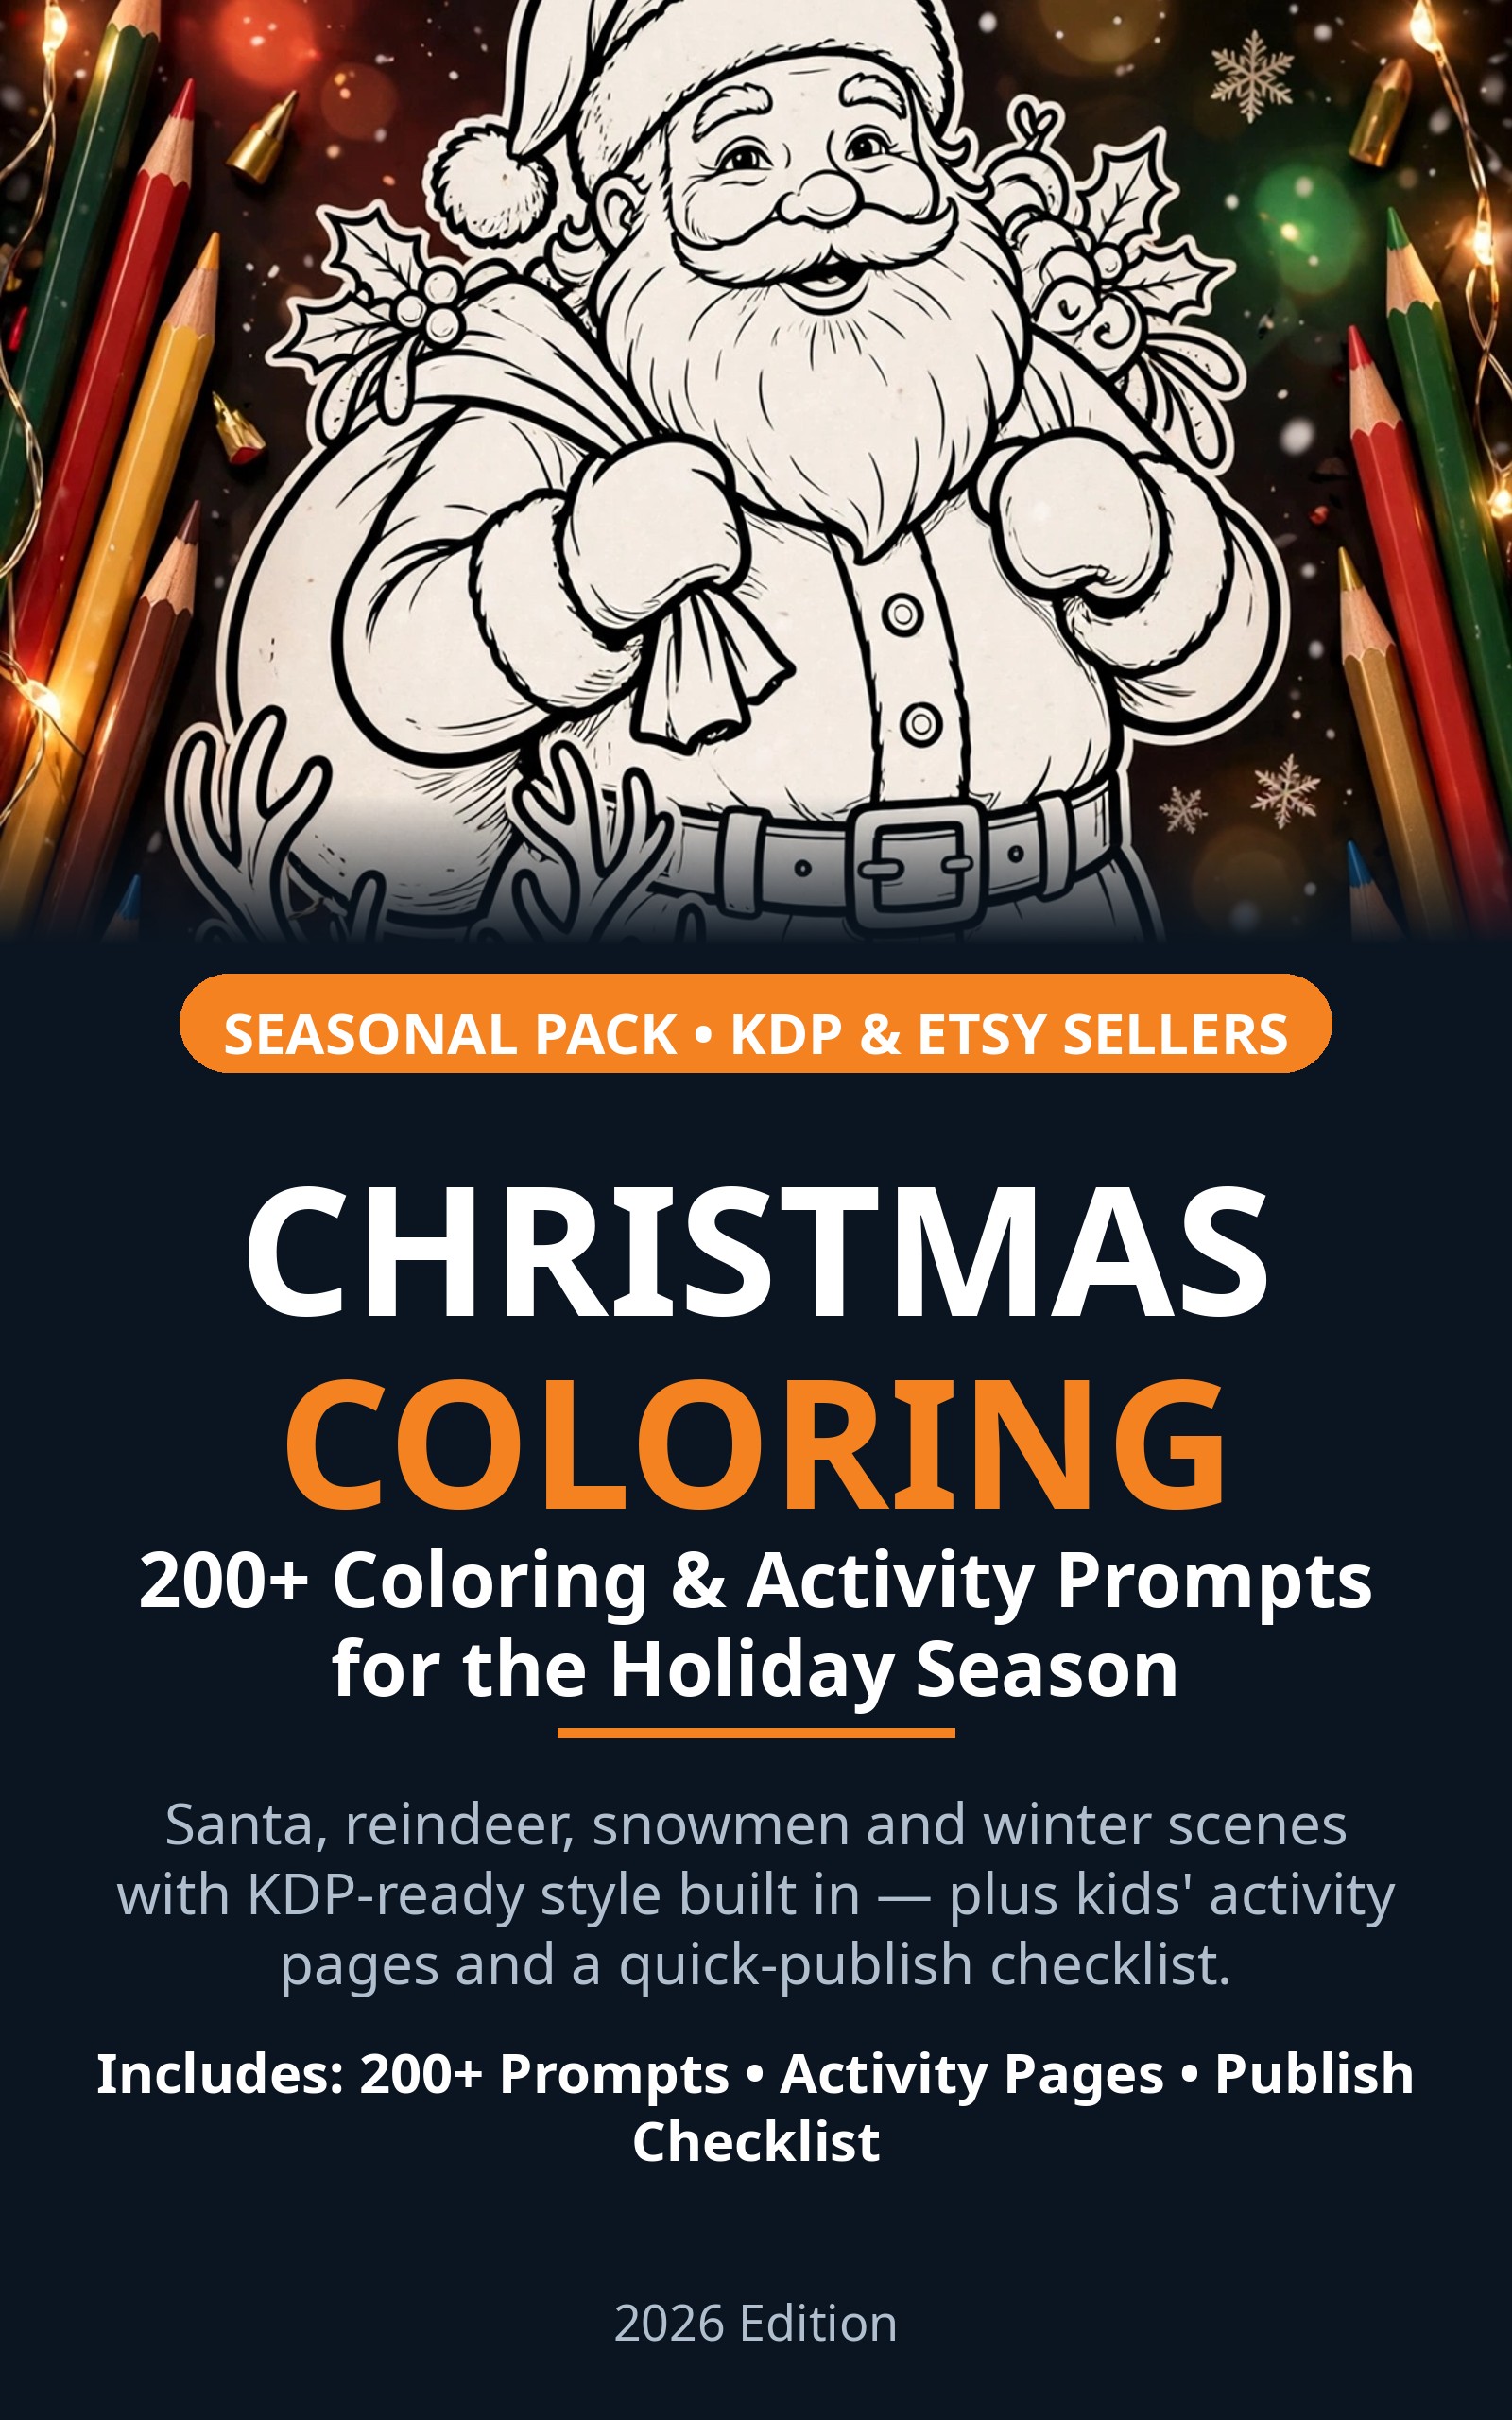 SEASONAL PACK • KDP & ETSY SELLERS
CHRISTMAS
COLORING
200+ Coloring & Activity Prompts
for the Holiday Season
Santa, reindeer, snowmen and winter scenes
with KDP-ready style built in — plus kids' activity
pages and a quick-publish checklist.
Includes: 200+ Prompts • Activity Pages • Publish
Checklist
2026 Edition